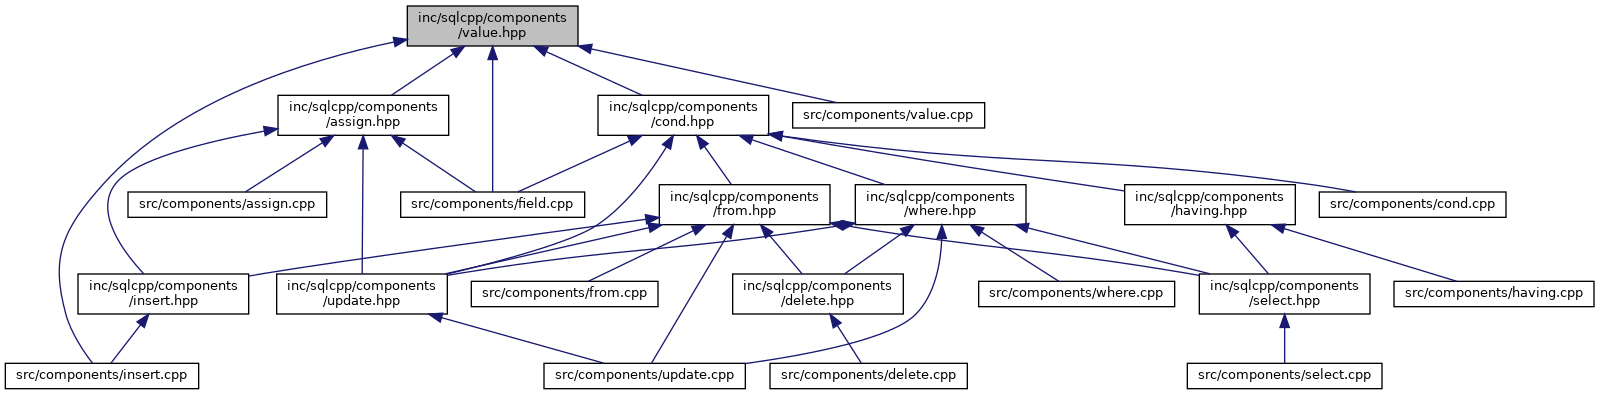 inc/sqlcpp/components
/value.hpp
inc/sqlcpp/components
/assign.hpp
inc/sqlcpp/components
/cond.hpp
src/components/value.cpp
src/components/assign.cpp
src/components/field.cpp
inc/sqlcpp/components
/from.hpp
inc/sqlcpp/components
/where.hpp
inc/sqlcpp/components
/having.hpp
src/components/cond.cpp
inc/sqlcpp/components
/insert.hpp
inc/sqlcpp/components
/update.hpp
src/components/from.cpp
inc/sqlcpp/components
/delete.hpp
src/components/where.cpp
inc/sqlcpp/components
/select.hpp
src/components/having.cpp
src/components/insert.cpp
src/components/update.cpp
src/components/delete.cpp
src/components/select.cpp